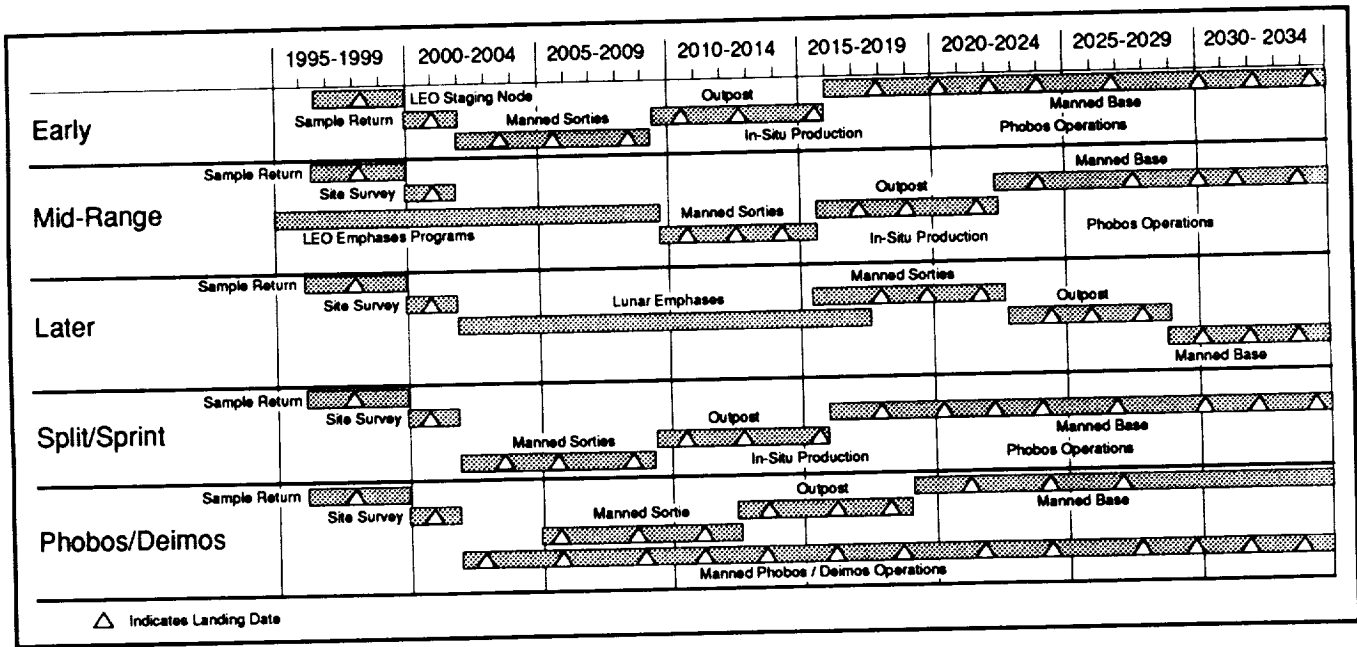 1995-1999 2000-2004 2005-2009 2010-2014 2015-2019 2020-2024 2025-2029 2030- 2034
Early
LEO Staging Node
Sample Return
Manned Sorties
Outpost
In-Situ Production
Manned Base
Phobos Operations
Mid-Range
Sample Return
Site Survey
LEO Emphases Programs
Manned Sorties
Outpost
In-Situ Production
Manned Base
Phobos Operations
Later
Sample Return
Site Survey
Lunar Emphases
Manned Sorties
Outpost
Manned Base
Split/Sprint
Sample Return
Site Survey
Manned Sorties
Outpost
In-Situ Production
Manned Base
Phobos Operations
Phobos/Deimos
Sample Return
Site Survey
Manned Sortie
Outpost
Manned Base
Manned Phobos / Deimos Operations
Indicates Landing Date